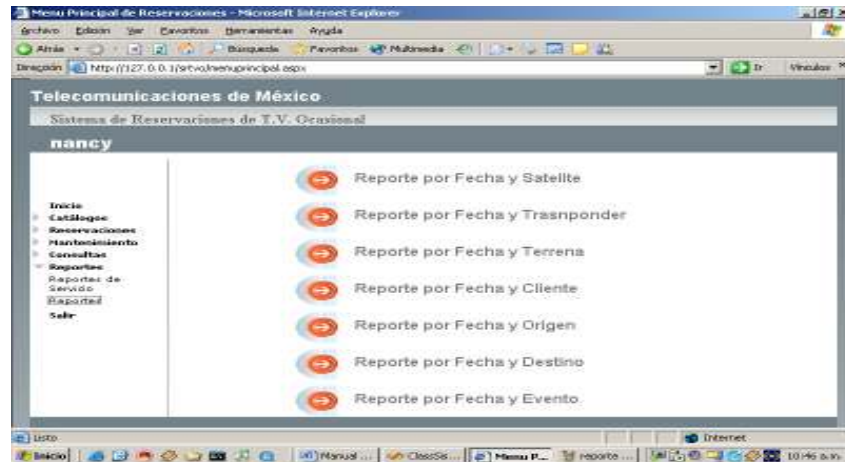 Menu Principal de Reservaciones - Microsoft Internet Explorer
Archivo Edición Ver Favoritos Herramientas Ayuda
Atrás Búsqueda Favoritos Multimedia
Dirección http://127.0.0.1/srtvo/menuprincipal.aspx Ir Vínculos
Telecomunicaciones de México
Sistema de Reservaciones de T.V. Ocasional
nancy
Inicio
Catálogos
Reservaciones
Mantenimiento
Consultas
Reportes
Reportes de
Servicio
Reportes
Salir
Reporte por Fecha y Satelite
Reporte por Fecha y Trasnponder
Reporte por Fecha y Terrena
Reporte por Fecha y Cliente
Reporte por Fecha y Origen
Reporte por Fecha y Destino
Reporte por Fecha y Evento
Listo Internet
Inicio Manual ... ClassSis... Menu P... reporte ... 10:46 a.m.